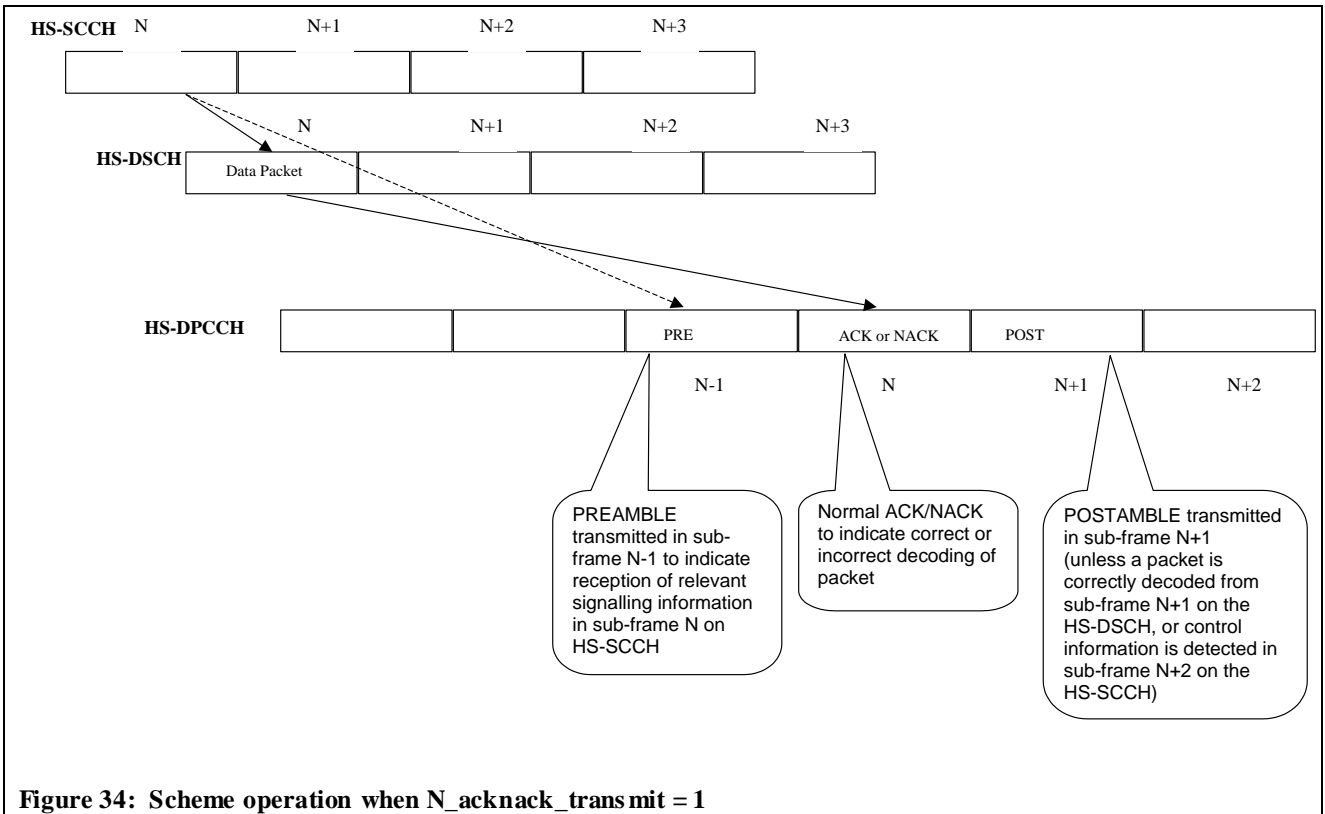 HS-SCCH N N+1 N+2 N+3
N N+1 N+2 N+3
HS-DSCH Data Packet
HS-DPCCH PRE ACK or NACK POST
N-1 N N+1 N+2
PREAMBLE
transmitted in sub-
frame N-1 to indicate
reception of relevant
signalling information
in sub-frame N on
HS-SCCH
Normal ACK/NACK
to indicate correct or
incorrect decoding of
packet
POSTAMBLE transmitted
in sub-frame N+1
(unless a packet is
correctly decoded from
sub-frame N+1 on the
HS-DSCH, or control
information is detected in
sub-frame N+2 on the
HS-SCCH)
Figure 34: Scheme operation when N_acknack_transmit = 1